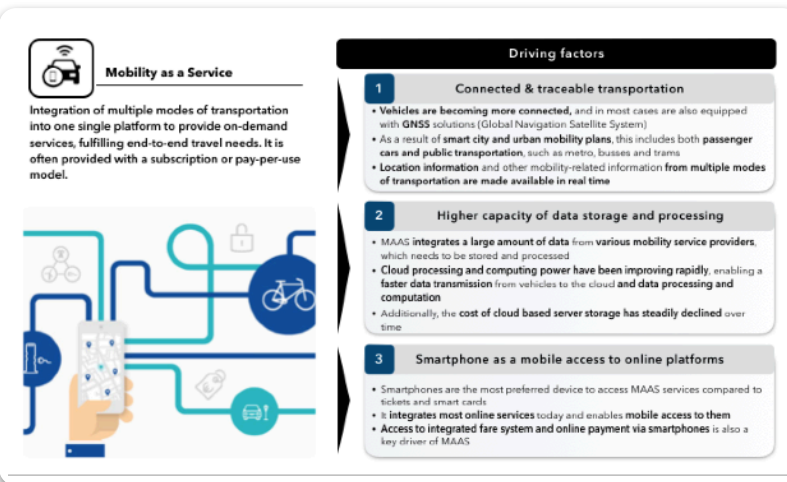 Mobility as a Service
Integration of multiple modes of transportation
into one single platform to provide on-demand
services, fulfilling end-to-end travel needs. It is
often provided with a subscription or pay-per-use
model.
Driving factors
1 Connected & traceable transportation
• Vehicles are becoming more connected, and in most cases are also equipped
with GNSS solutions (Global Navigation Satellite System)
• As a result of smart city and urban mobility plans, this includes both passenger
cars and public transportation, such as metro, busses and trams
• Location information and other mobility-related information from multiple modes
of transportation are made available in real time
2 Higher capacity of data storage and processing
• MAAS integrates a large amount of data from various mobility service providers,
which needs to be stored and processed
• Cloud processing and computing power have been improving rapidly, enabling a
faster data transmission from vehicles to the cloud and data processing and
computation
• Additionally, the cost of cloud based server storage has steadily declined over
time
3 Smartphone as a mobile access to online platforms
• Smartphones are the most preferred device to access MAAS services compared to
tickets and smart cards
• It integrates most online services today and enables mobile access to them
• Access to integrated fare system and online payment via smartphones is also a
key driver of MAAS